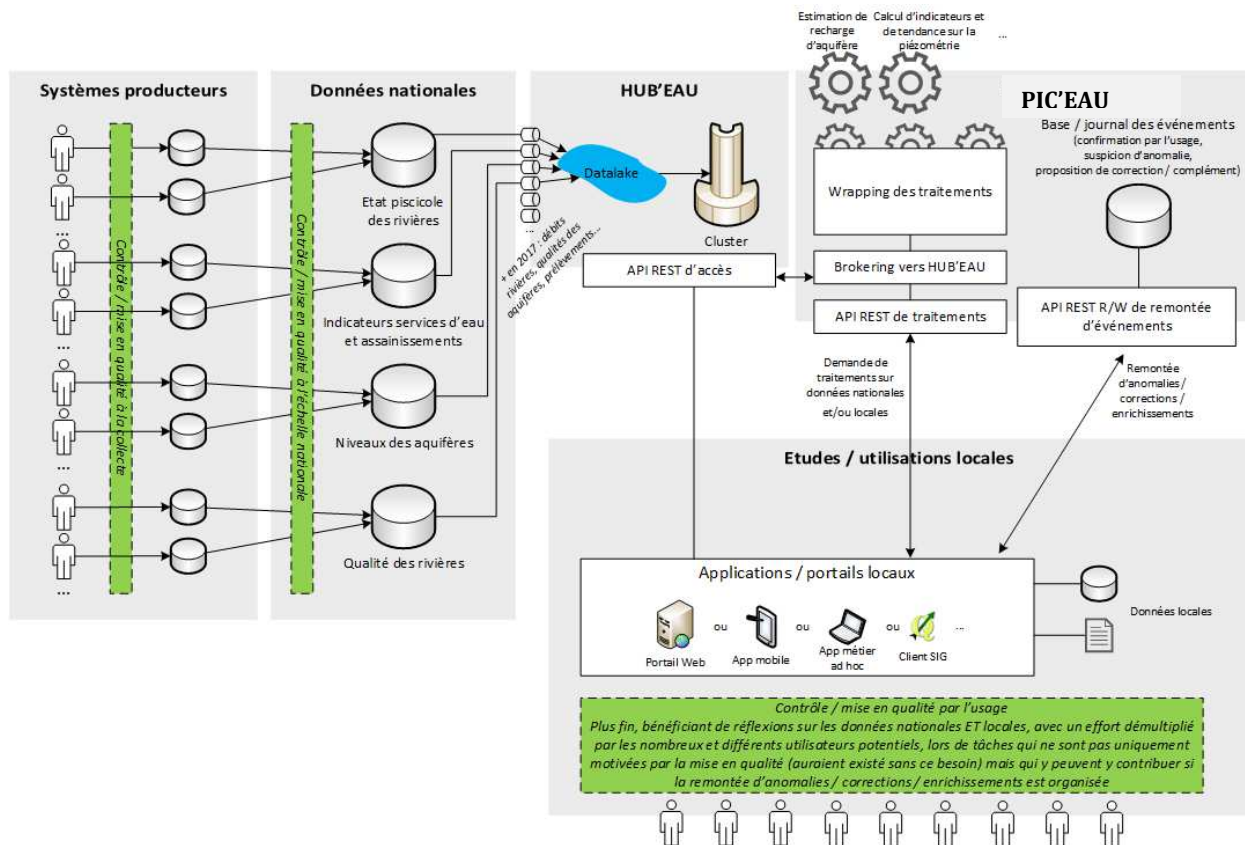 Estimation de
recharge
d'aquifère
Calcul d'indicateurs et
de tendance sur la
piézométrie
...
Systèmes producteurs
...
...
...
...
Contrôle / mise en qualité à la collecte
Données nationales
Contrôle / mise en qualité à l'échelle nationale
Etat piscicole
des rivières
Indicateurs services d'eau
et assainissements
Niveaux des aquifères
Qualité des rivières
HUB'EAU
Datalake
Cluster
...
+ en 2017 : débits
rivières, qualités des
aquifères, prélèvements...
API REST d'accès
PIC'EAU
Wrapping des traitements
Brokering vers HUB'EAU
API REST de traitements
Base / journal des événements
(confirmation par l'usage,
suspicion d'anomalie,
proposition de correction / complément)
API REST R/W de remontée
d'événements
Demande de
traitements sur
données nationales
et/ou locales
Remontée
d'anomalies /
corrections /
enrichissements
Etudes / utilisations locales
Applications / portails locaux
Portail Web
ou
App mobile
ou
App métier
ad hoc
ou
Client SIG
...
Données locales
Contrôle / mise en qualité par l'usage
Plus fin, bénéficiant de réflexions sur les données nationales ET locales, avec un effort démultiplié
par les nombreux et différents utilisateurs potentiels, lors de tâches qui ne sont pas uniquement
motivées par la mise en qualité (auraient existé sans ce besoin) mais qui y peuvent y contribuer si
la remontée d'anomalies / corrections / enrichissements est organisée